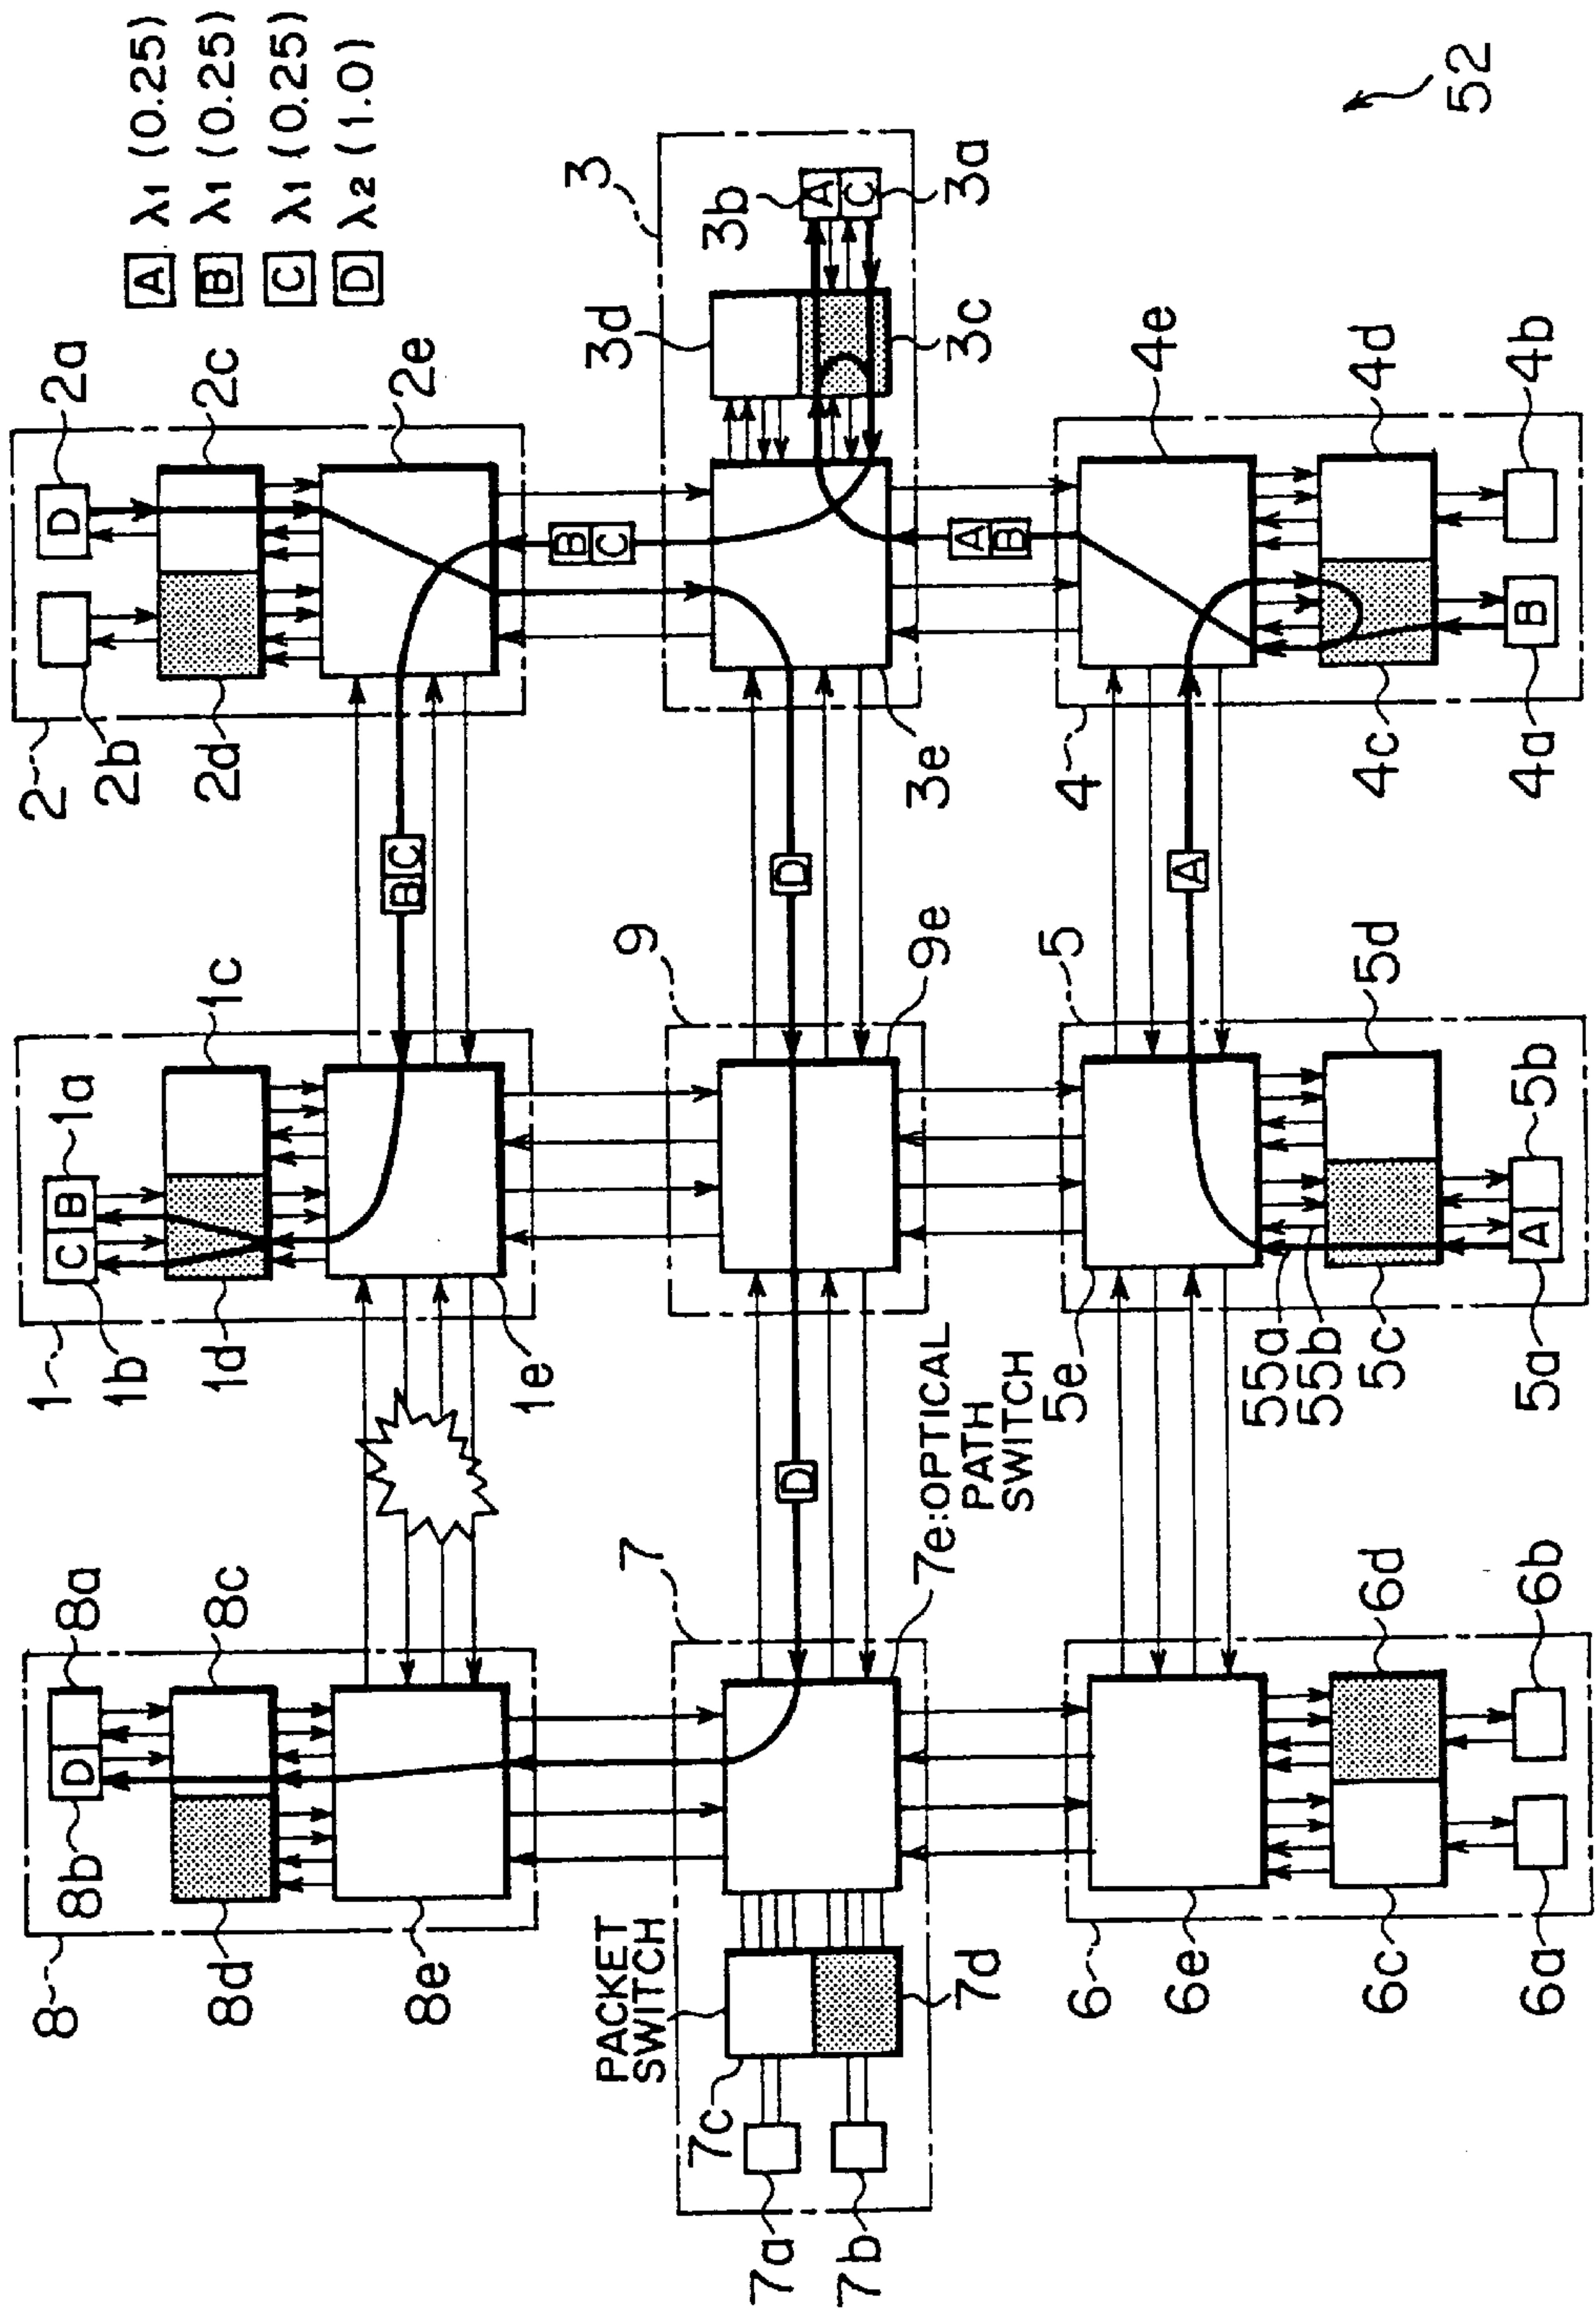 A λ1 (0.25)
B λ1 (0.25)
C λ1 (0.25)
D λ2 (1.0)
52
8
8a
8b
D
8c
8d
8e
1
1a
1b
C B
1c
1d
1e
2
2a
D
2b
2c
2d
2e
B C
B C
7
PACKET
SWITCH
7a
7b
7c
7d
7e:OPTICAL
PATH
SWITCH
D
9
9e
D
3
3a
3b
A
C
3c
3d
3e
A B
6
6a
6b
6c
6d
6e
5
5a
A
5b
5c
5d
5e
55a
55b
A
4
4a
B
4b
4c
4d
4e